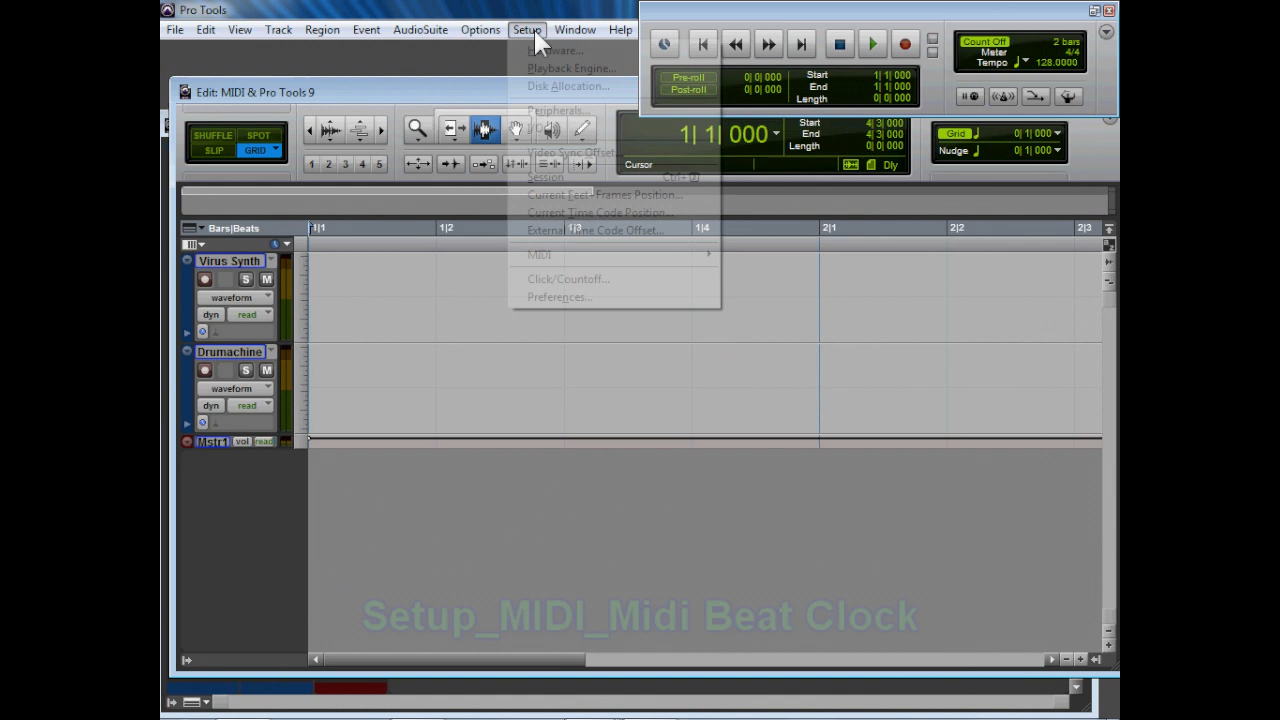 Pro Tools
File Edit View Track Region Event AudioSuite Options Setup Window Help
Hardware...
Playback Engine...
Disk Allocation...
Peripherals...
Video Sync Offset...
Session Ctrl+2
Current Feet+Frames Position...
Current Time Code Position...
External Time Code Offset...
MIDI
Click/Countoff...
Preferences...
Count Off 2 bars
Meter 4/4
Tempo 128.0000
Pre-roll 0| 0| 000
Post-roll 0| 0| 000
Start 1| 1| 000
End 1| 1| 000
Length 0| 0| 000
Edit: MIDI & Pro Tools 9
SHUFFLE SPOT
SLIP GRID
1 2 3 4 5
1| 1| 000
Start 4| 3| 000
End 4| 3| 000
Length 0| 0| 000
Cursor
Dly
Grid 0| 1| 000
Nudge 0| 1| 000
Bars|Beats 1|1 1|2 1|3 1|4 2|1 2|2 2|3
Virus Synth
S M
waveform
dyn read
Drumachine
S M
waveform
dyn read
Mstr1 vol read
Setup_MIDI_Midi Beat Clock